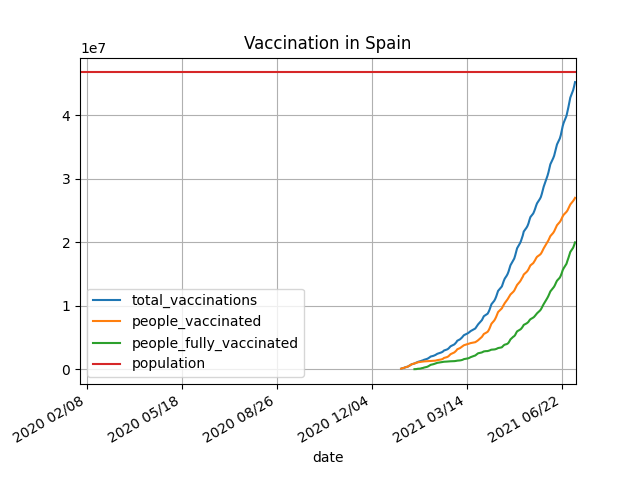 Vaccination in Spain
1e7
4
3
2
1
0
total_vaccinations
people_vaccinated
people_fully_vaccinated
population
2020 02/08
2020 05/18
2020 08/26
2020 12/04
2021 03/14
2021 06/22
date